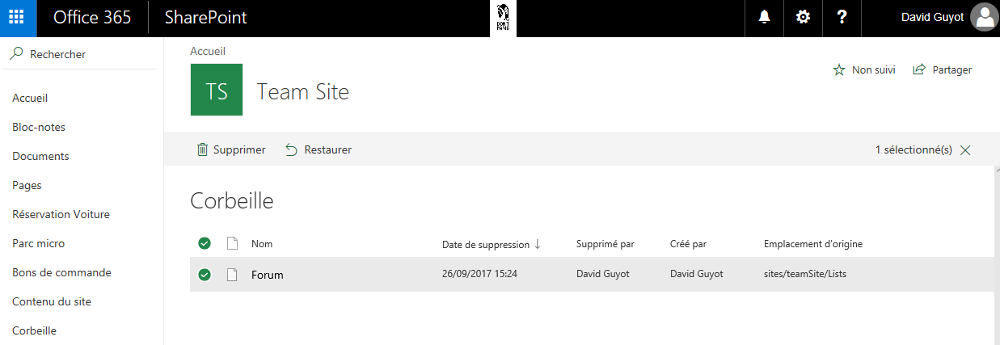 Office 365 SharePoint DON'T PANIC ? David Guyot
Rechercher
Accueil
Bloc-notes
Documents
Pages
Réservation Voiture
Parc micro
Bons de commande
Contenu du site
Corbeille
Accueil
TS Team Site
Non suivi Partager
Supprimer Restaurer 1 sélectionné(s)
Corbeille
Nom Date de suppression Supprimé par Créé par Emplacement d'origine
Forum 26/09/2017 15:24 David Guyot David Guyot sites/teamSite/Lists